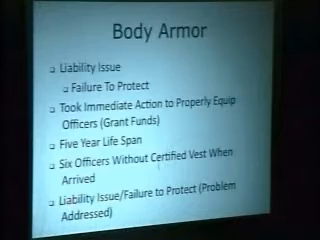 Body Armor
Liability Issue
Failure To Protect
Took Immediate Action to Properly Equip
Officers (Grant Funds)
Five Year Life Span
Six Officers Without Certified Vest When
Arrived
Liability Issue/Failure to Protect (Problem
Addressed)